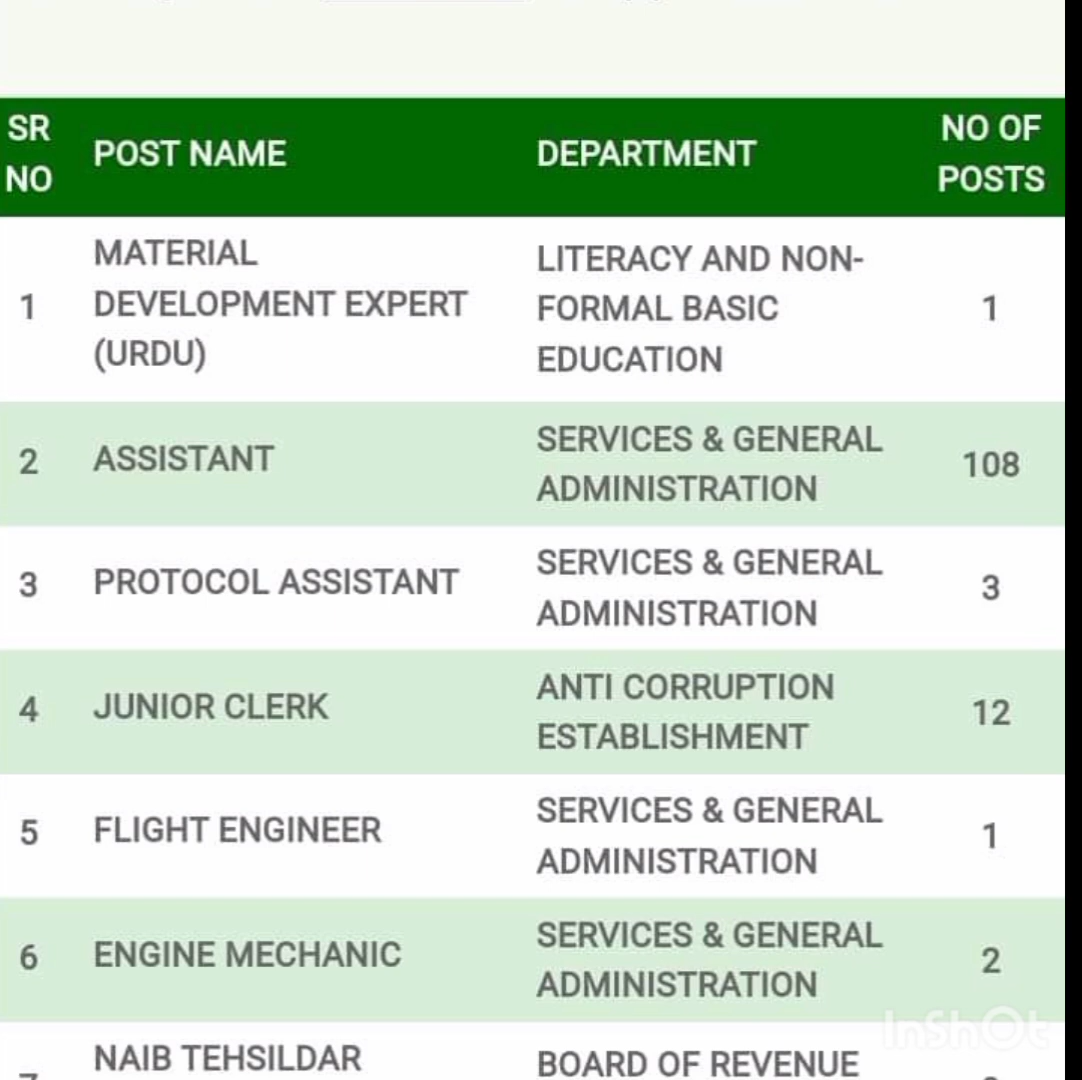 SR NO POST NAME DEPARTMENT NO OF POSTS
1 MATERIAL DEVELOPMENT EXPERT (URDU) LITERACY AND NON-FORMAL BASIC EDUCATION 1
2 ASSISTANT SERVICES & GENERAL ADMINISTRATION 108
3 PROTOCOL ASSISTANT SERVICES & GENERAL ADMINISTRATION 3
4 JUNIOR CLERK ANTI CORRUPTION ESTABLISHMENT 12
5 FLIGHT ENGINEER SERVICES & GENERAL ADMINISTRATION 1
6 ENGINE MECHANIC SERVICES & GENERAL ADMINISTRATION 2
NAIB TEHSILDAR BOARD OF REVENUE
InShOt